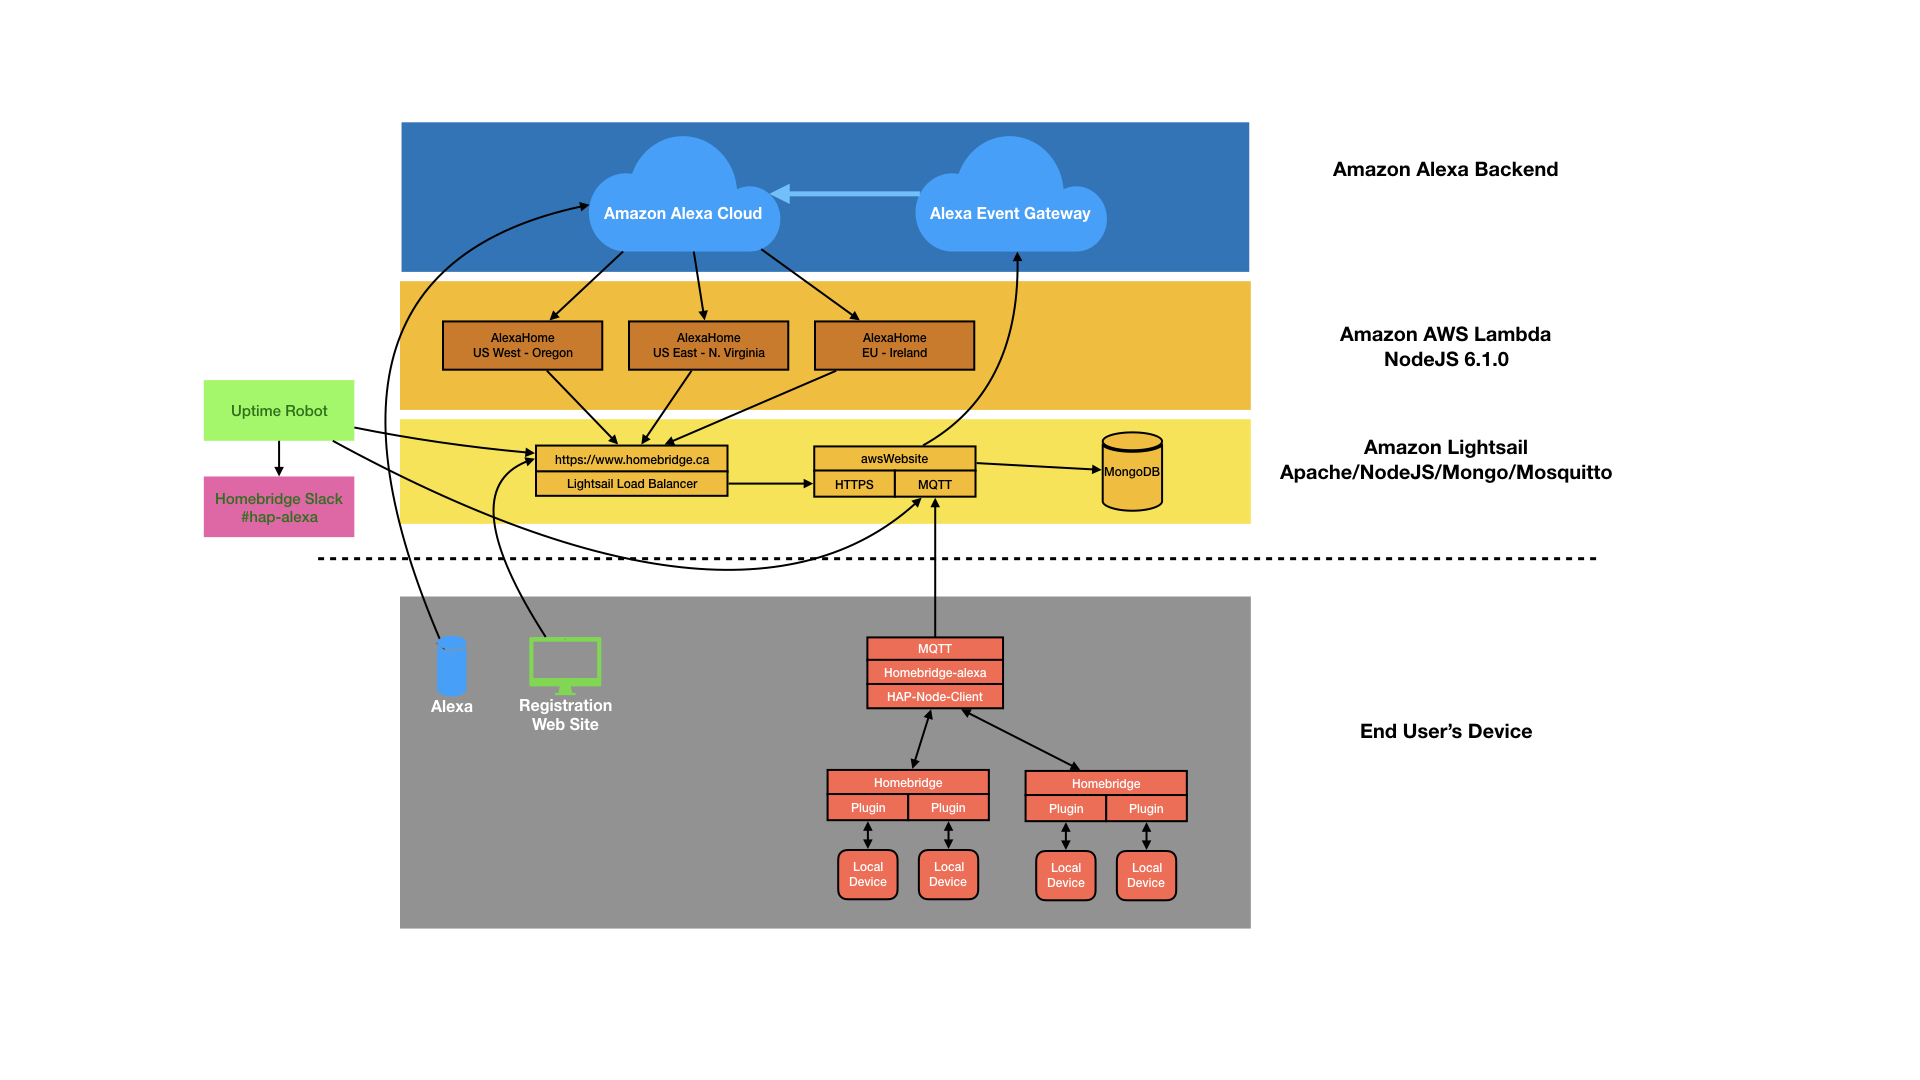 Amazon Alexa Backend
Amazon Alexa Cloud
Alexa Event Gateway
Amazon AWS Lambda
NodeJS 6.1.0
AlexaHome
US West - Oregon
AlexaHome
US East - N. Virginia
AlexaHome
EU - Ireland
Uptime Robot
Homebridge Slack
#hap-alexa
Amazon Lightsail
Apache/NodeJS/Mongo/Mosquitto
https://www.homebridge.ca
Lightsail Load Balancer
awsWebsite
HTTPS
MQTT
MongoDB
Alexa
Registration
Web Site
MQTT
Homebridge-alexa
HAP-Node-Client
End User’s Device
Homebridge
Plugin
Plugin
Homebridge
Plugin
Plugin
Local
Device
Local
Device
Local
Device
Local
Device